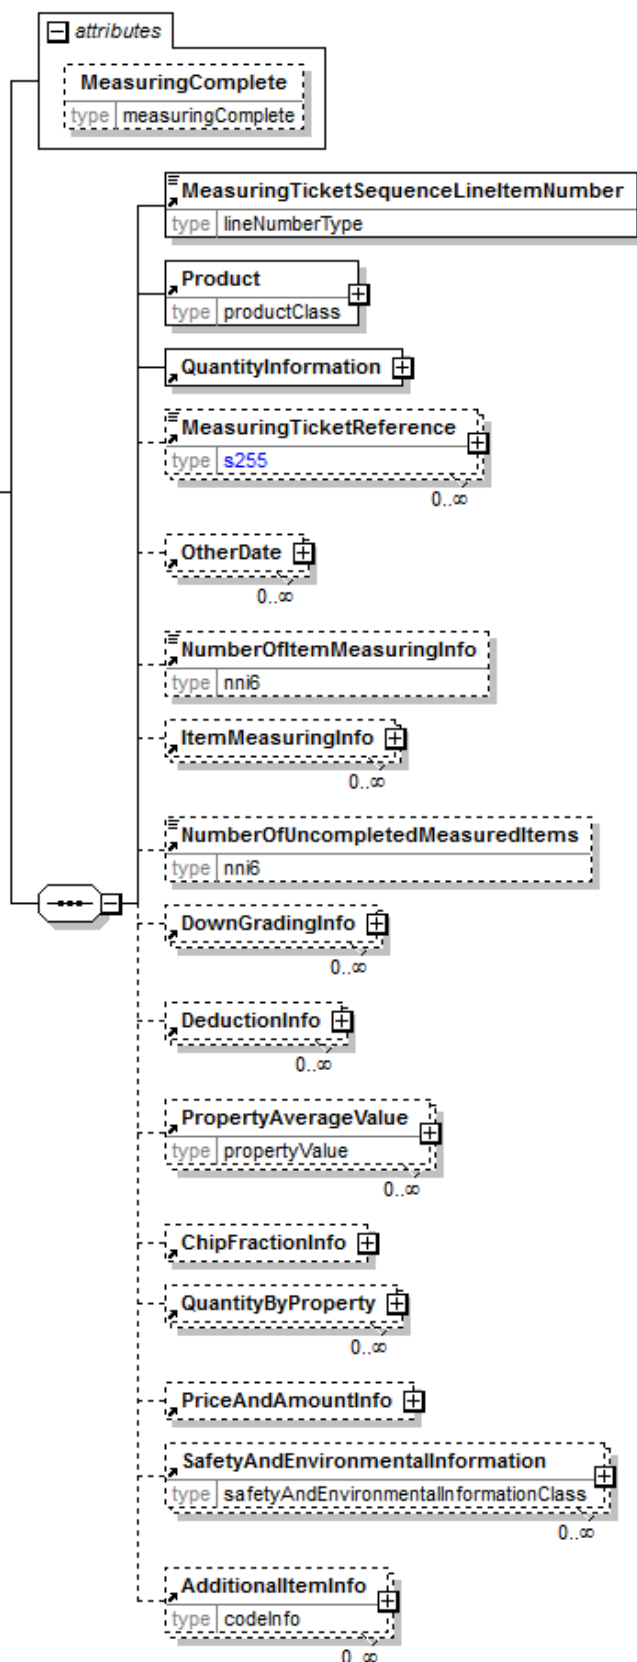 attributes
MeasuringComplete
type measuringComplete
MeasuringTicketSequenceLineItemNumber
type lineNumberType
Product
type productClass
QuantityInformation
MeasuringTicketReference
type s255
0..∞
OtherDate
0..∞
NumberOfItemMeasuringInfo
type nni6
ItemMeasuringInfo
0..∞
NumberOfUncompletedMeasuredItems
type nni6
DownGradingInfo
0..∞
DeductionInfo
0..∞
PropertyAverageValue
type propertyValue
0..∞
ChipFractionInfo
QuantityByProperty
0..∞
PriceAndAmountInfo
SafetyAndEnvironmentalInformation
type safetyAndEnvironmentalInformationClass
0..∞
AdditionalItemInfo
type codeInfo
0..∞